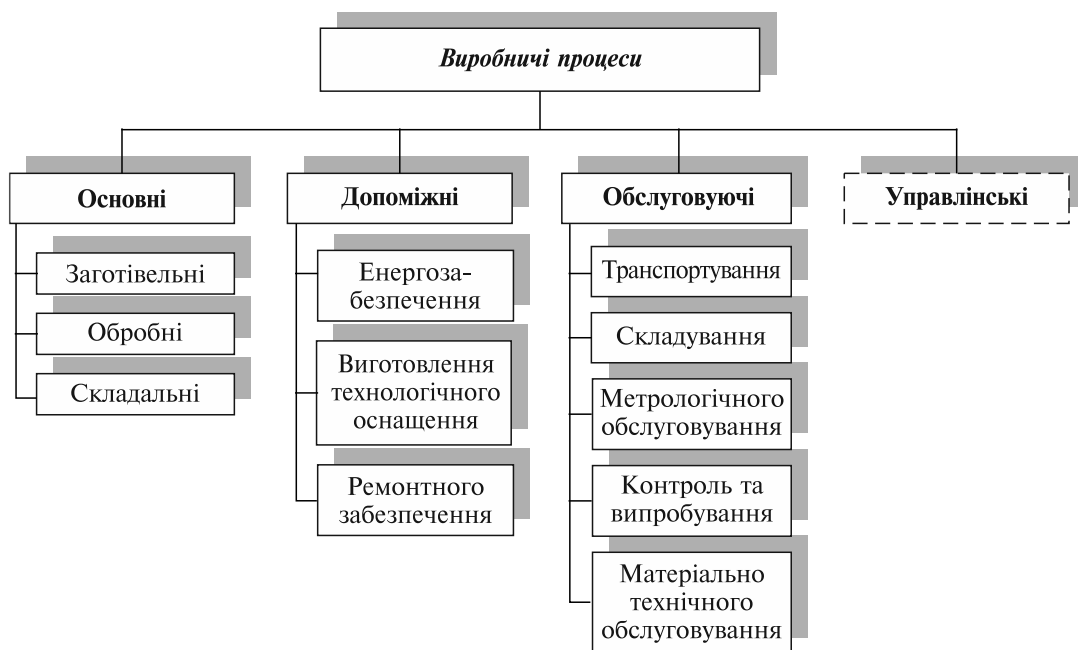 Виробничі процеси
Основні
Заготівельні
Обробні
Складальні
Допоміжні
Енергоза-
безпечення
Виготовлення
технологічного
оснащення
Ремонтного
забезпечення
Обслуговуючі
Транспортування
Складування
Метрологічного
обслуговування
Контроль та
випробування
Матеріально
технічного
обслуговування
Управлінські